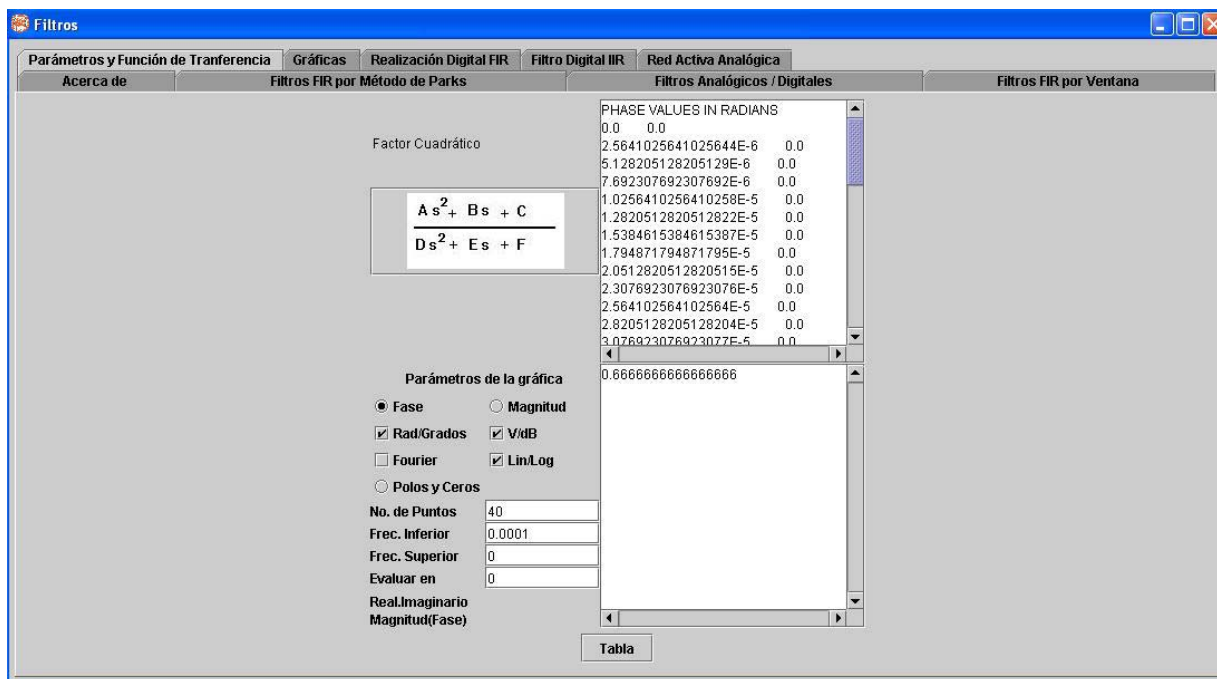 Filtros
Parámetros y Función de Tranferencia
Gráficas
Realización Digital FIR
Filtro Digital IIR
Red Activa Analógica
Acerca de
Filtros FIR por Método de Parks
Filtros Analógicos / Digitales
Filtros FIR por Ventana
Factor Cuadrático
As² + Bs + C
Ds² + Es + F
PHASE VALUES IN RADIANS
0.0 0.0
2.5641025641025644E-6 0.0
5.128205128205129E-6 0.0
7.692307692307692E-6 0.0
1.0256410256410258E-5 0.0
1.2820512820512822E-5 0.0
1.5384615384615387E-5 0.0
1.794871794871795E-5 0.0
2.0512820512820515E-5 0.0
2.3076923076923076E-5 0.0
2.564102564102564E-5 0.0
2.8205128205128204E-5 0.0
3.076923076923077E-5 0.0
Parámetros de la gráfica
Fase
Magnitud
Rad/Grados
V/dB
Fourier
Lin/Log
Polos y Ceros
No. de Puntos 40
Frec. Inferior 0.0001
Frec. Superior 0
Evaluar en 0
Real.Imaginario
Magnitud(Fase)
0.6666666666666666
Tabla